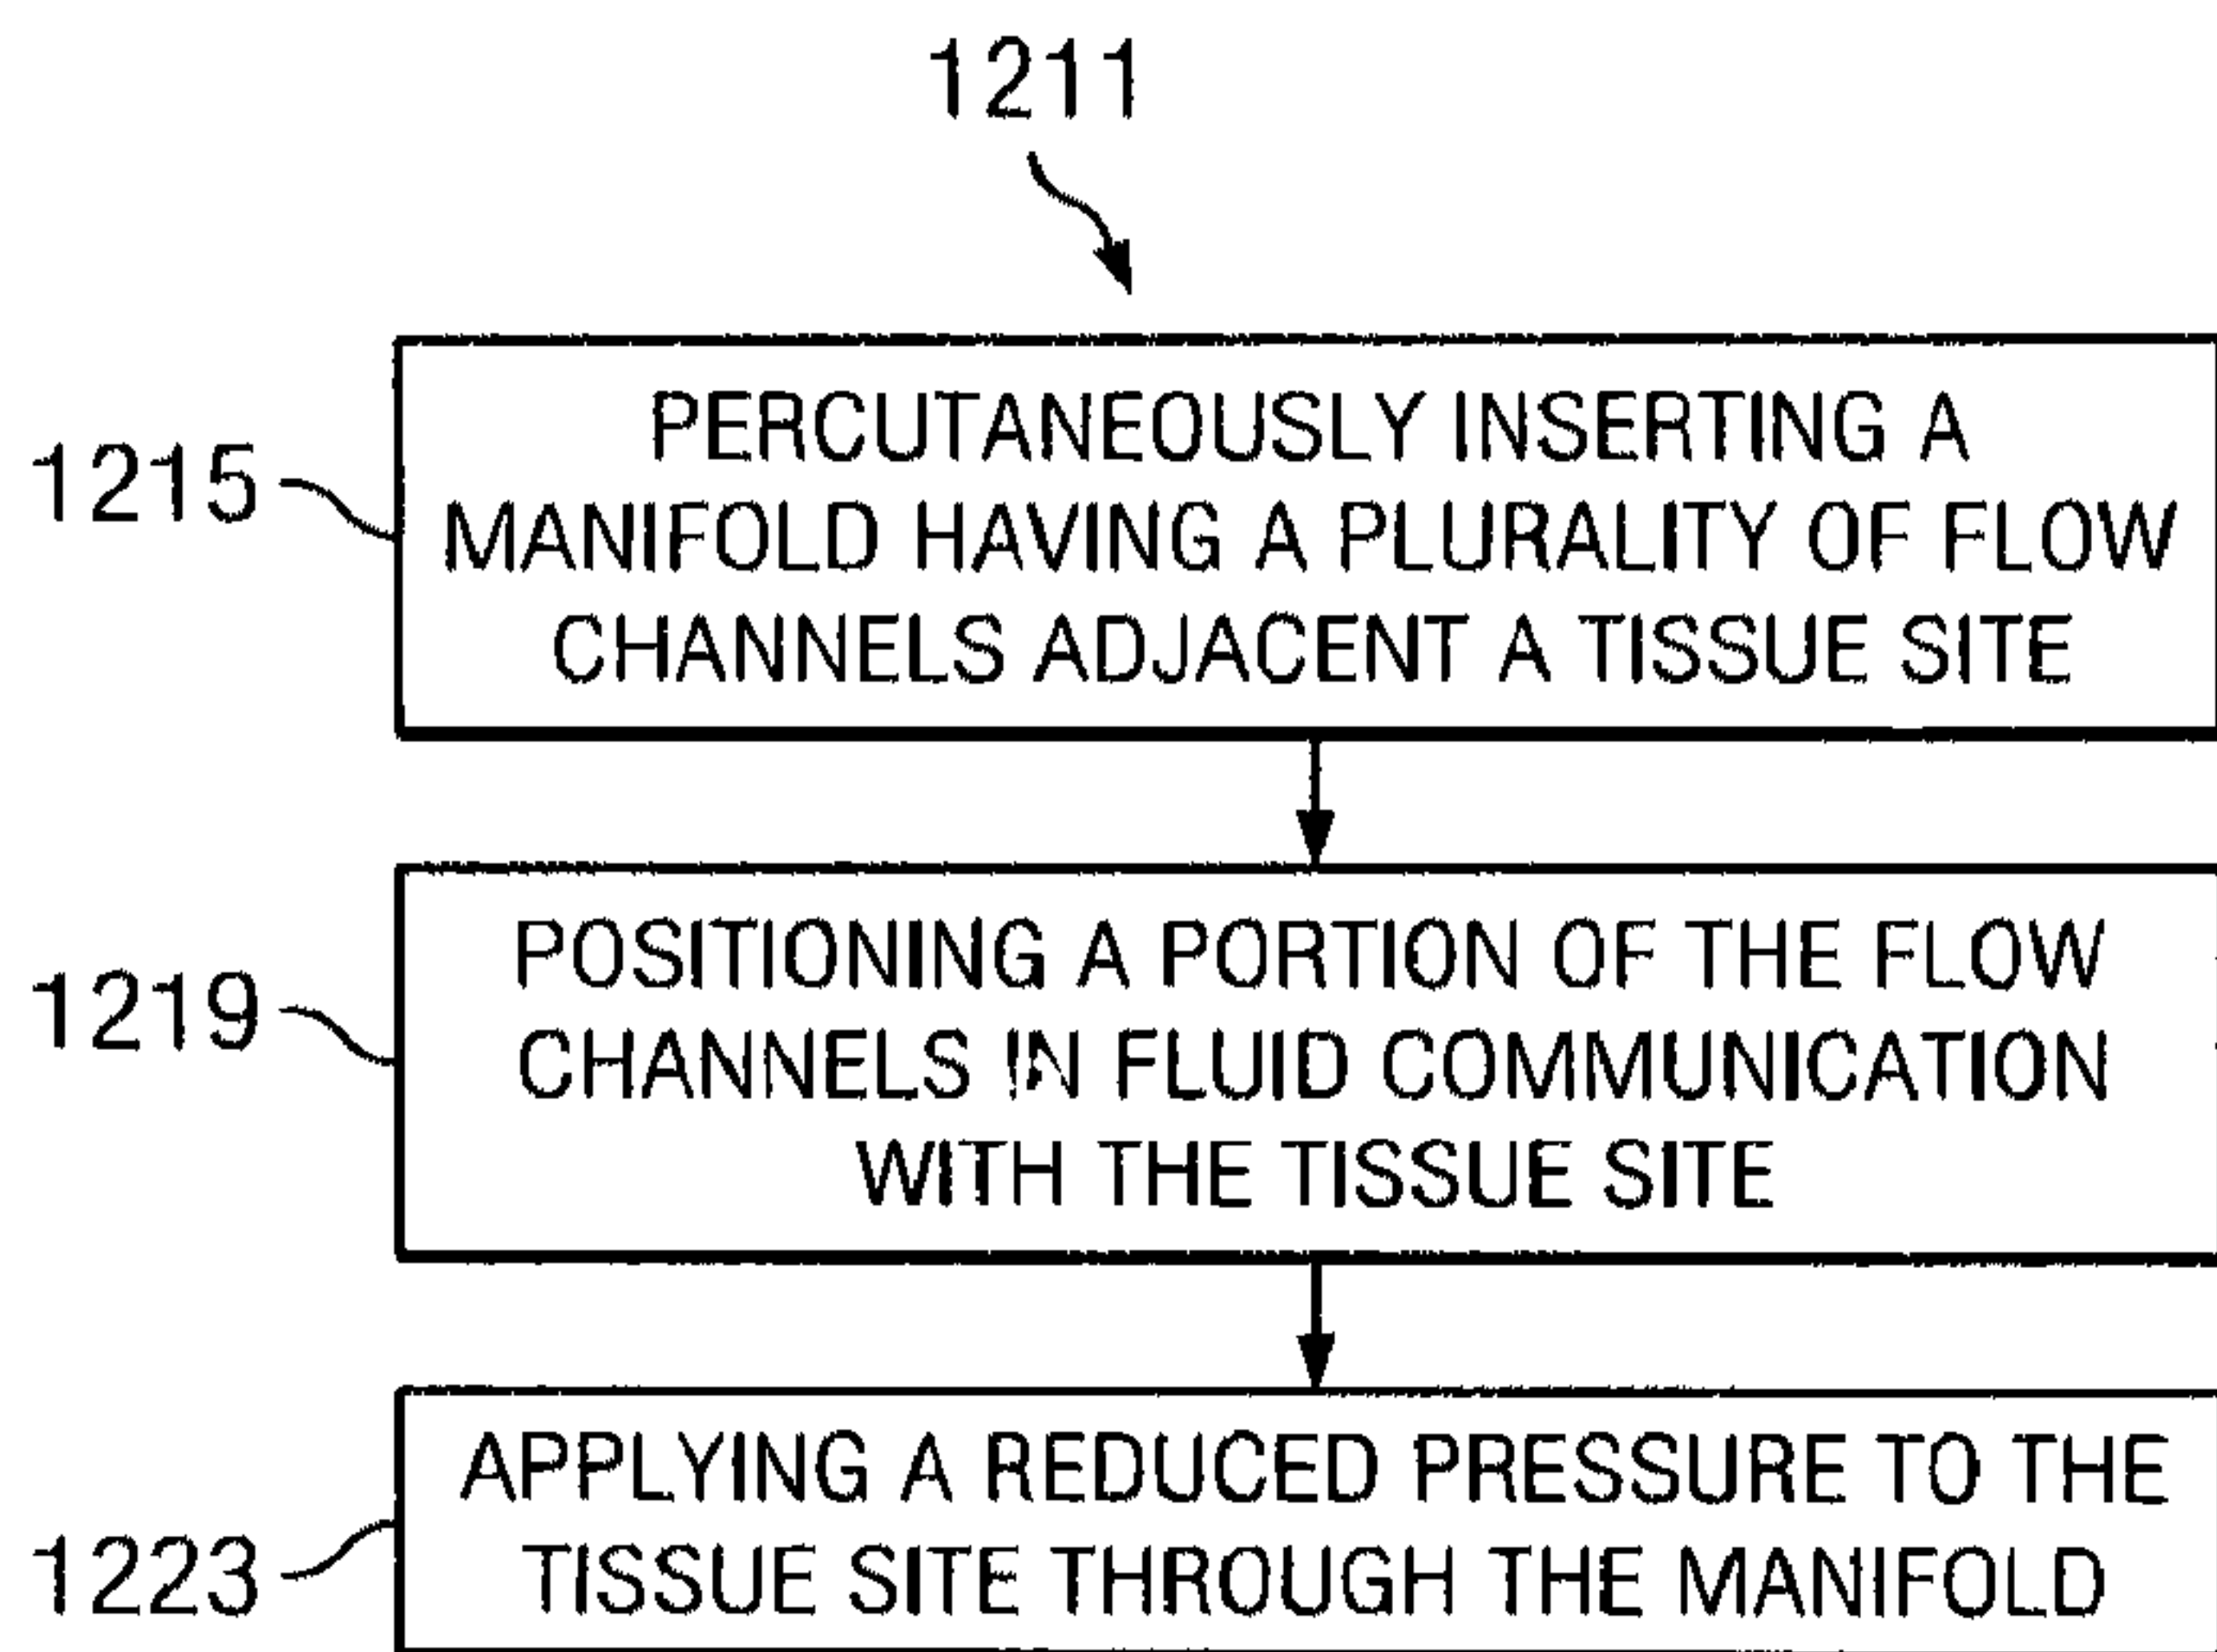 1211
1215
PERCUTANEOUSLY INSERTING A
MANIFOLD HAVING A PLURALITY OF FLOW
CHANNELS ADJACENT A TISSUE SITE
1219
POSITIONING A PORTION OF THE FLOW
CHANNELS IN FLUID COMMUNICATION
WITH THE TISSUE SITE
1223
APPLYING A REDUCED PRESSURE TO THE
TISSUE SITE THROUGH THE MANIFOLD